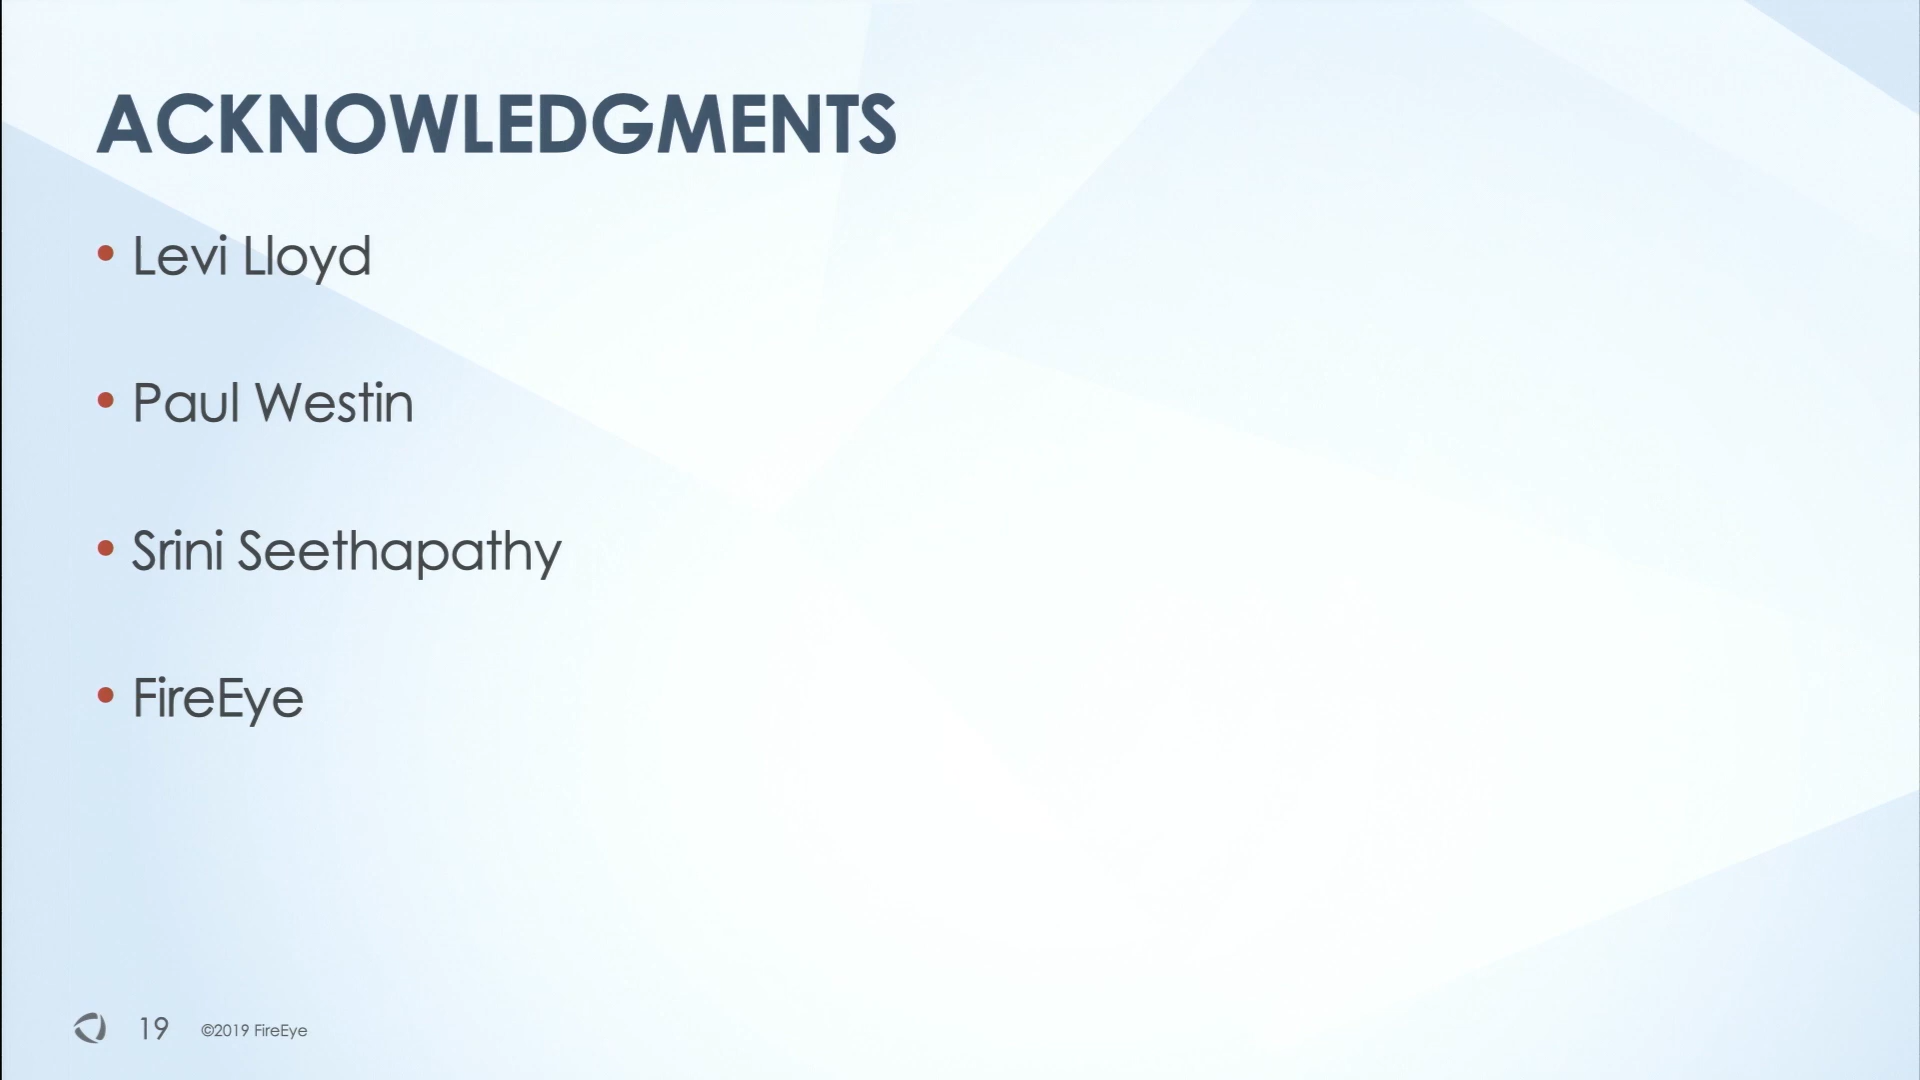 ACKNOWLEDGMENTS
• Levi Lloyd
• Paul Westin
• Srini Seethapathy
• FireEye
19 ©2019 FireEye